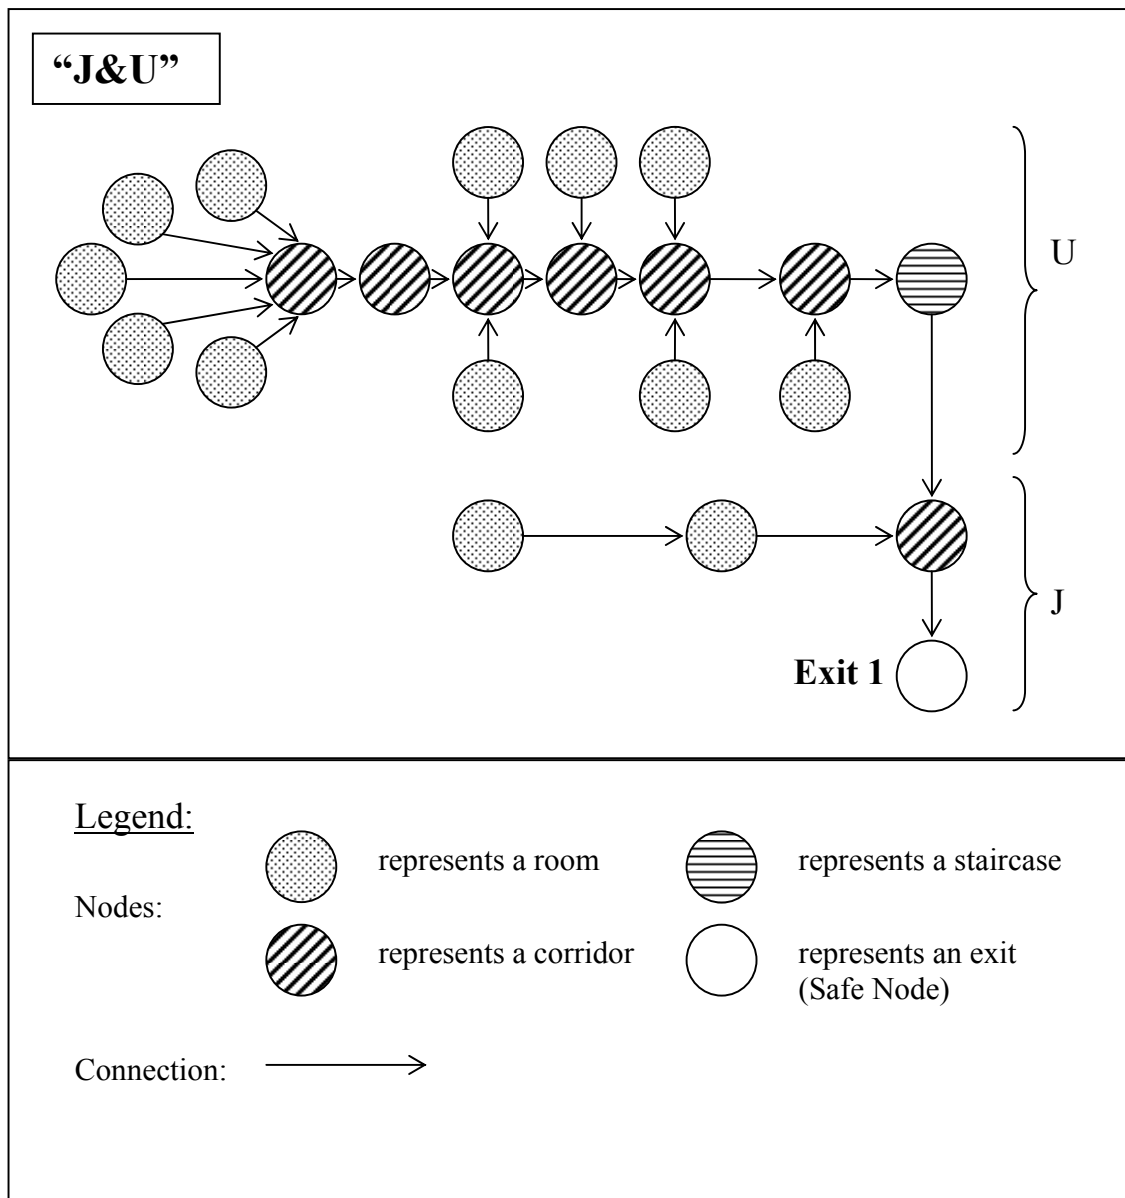 “J&U”
U
J
Exit 1
Legend:
Nodes:
represents a room
represents a staircase
represents a corridor
represents an exit
(Safe Node)
Connection: